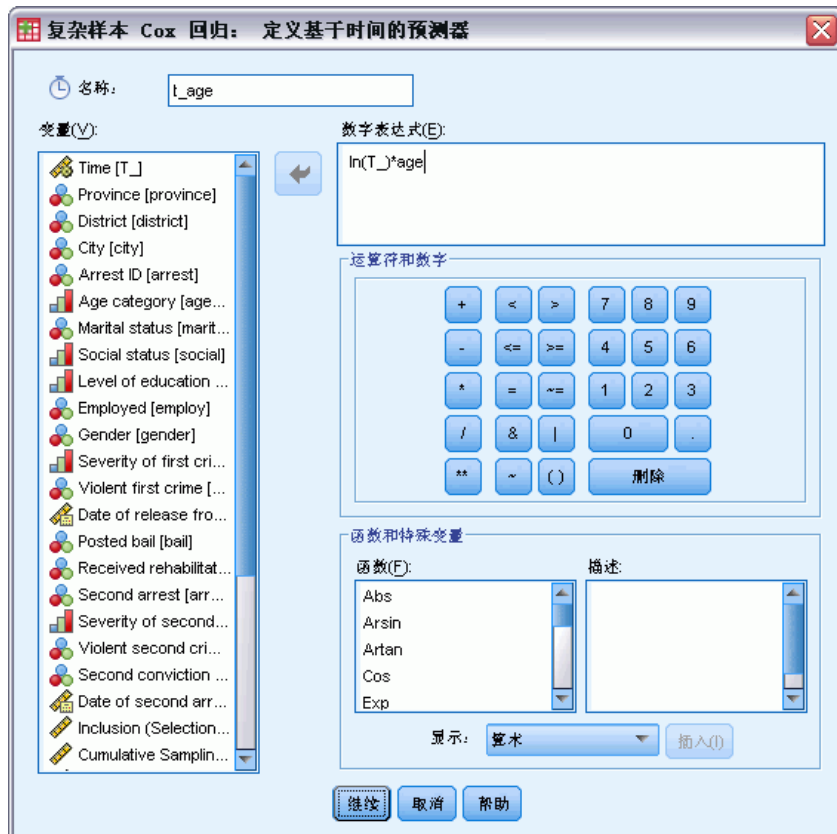 复杂样本 Cox 回归： 定义基于时间的预测器
名称：
t_age
变量(V):
Time [T_]
Province [province]
District [district]
City [city]
Arrest ID [arrest]
Age category [age...
Marital status [marit...
Social status [social]
Level of education ...
Employed [employ]
Gender [gender]
Severity of first cri...
Violent first crime [...
Date of release fro...
Posted bail [bail]
Received rehabilitat...
Second arrest [arr...
Severity of second...
Violent second cri...
Second conviction ...
Date of second arr...
Inclusion (Selection...
Cumulative Samplin...
数字表达式(E):
ln(T_)*age
运算符和数字
+ < > 7 8 9
- <= >= 4 5 6
* = ~= 1 2 3
/ & | 0 .
** ~ ( ) 删除
函数和特殊变量
函数(F):
Abs
Arsin
Artan
Cos
Exp
描述:
显示： 算术 插入(I)
继续 取消 帮助